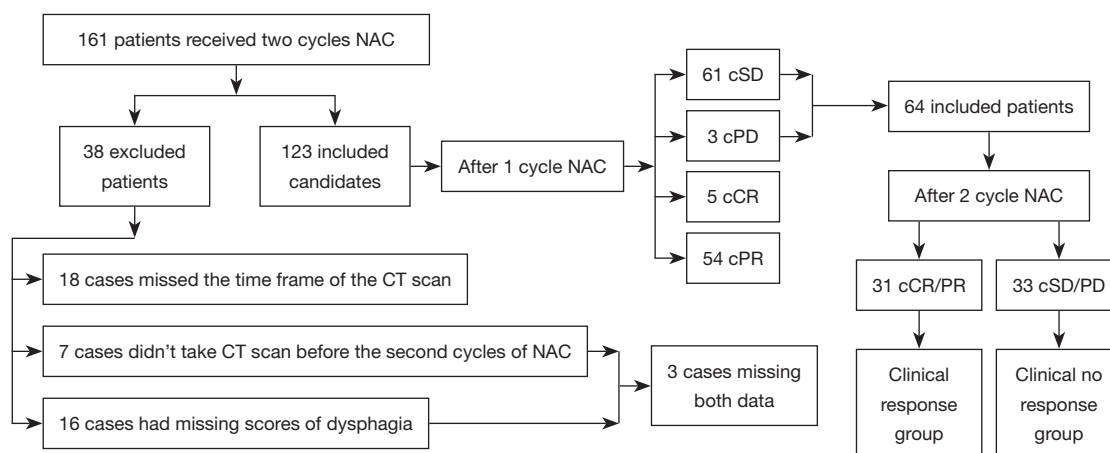 161 patients received two cycles NAC
38 excluded
patients
123 included
candidates
After 1 cycle NAC
61 cSD
3 cPD
5 cCR
54 cPR
64 included patients
After 2 cycle NAC
31 cCR/PR
33 cSD/PD
Clinical
response
group
Clinical no
response
group
18 cases missed the time frame of the CT scan
7 cases didn’t take CT scan before the second cycles of NAC
16 cases had missing scores of dysphagia
3 cases missing
both data